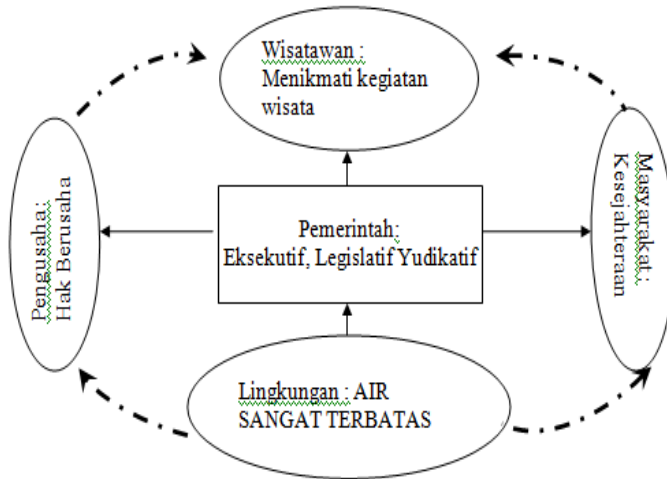 Wisatawan :
Menikmati kegiatan
wisata
Pengusaha:
Hak Berusaha
Pemerintah:
Eksekutif, Legislatif Yudikatif
Masyarakat :
Kesejahteraan
Lingkungan : AIR
SANGAT TERBATAS